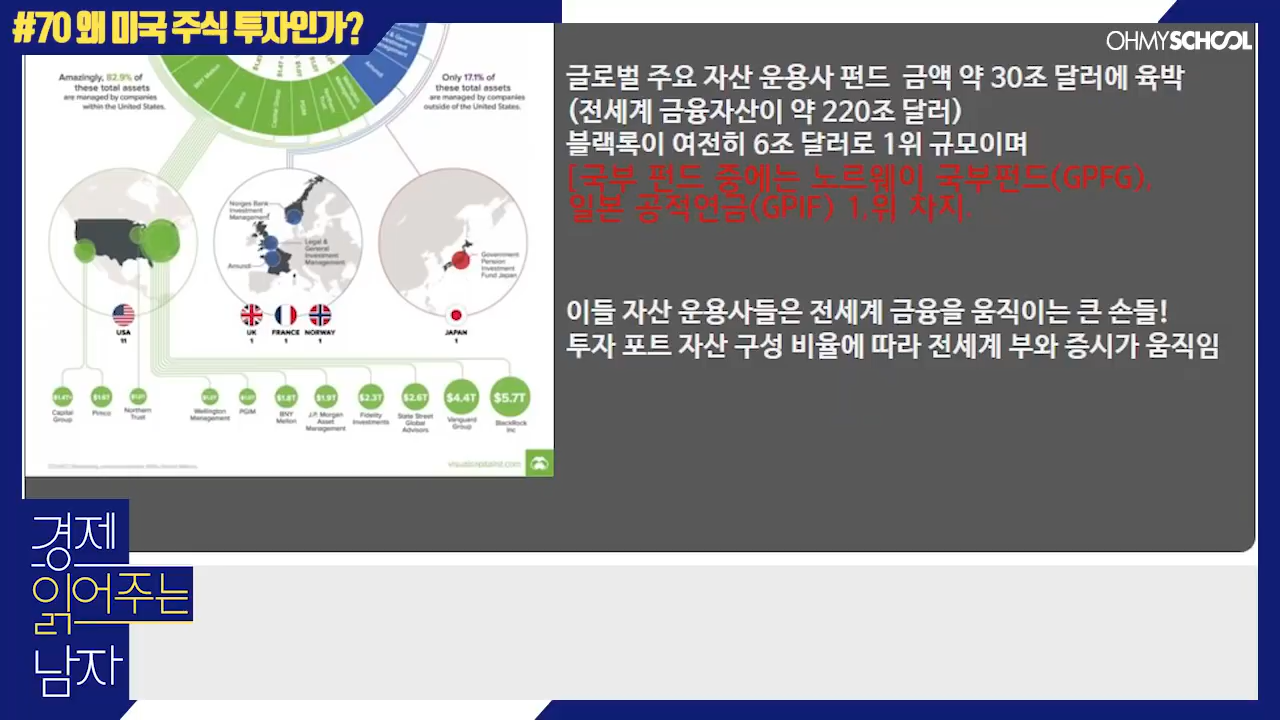 #70 왜 미국 주식 투자인가?
OHMYSCHOOL
Amazingly, 82.9% of
these total assets
are managed by companies
within the United States.
Only 17.1% of
these total assets
are managed by companies
outside of the United States.
Amundi
글로벌 주요 자산 운용사 펀드 금액 약 30조 달러에 육박
(전세계 금융자산이 약 220조 달러)
블랙록이 여전히 6조 달러로 1위 규모이며
[국부 펀드 중에는 노르웨이 국부펀드(GPFG),
일본 공적연금(GPIF) 1,위 차지.
이들 자산 운용사들은 전세계 금융을 움직이는 큰 손들!
투자 포트 자산 구성 비율에 따라 전세계 부와 증시가 움직임
Norges Bank
Investment
Management
Legal &
General
Investment
Management
Amundi
Government
Pension
Investment
Fund Japan
USA
11
UK
1
FRANCE
1
NORWAY
1
JAPAN
1
Capital
Group
Pimco
Northern
Trust
Wellington
Management
PGIM
$1.8T
BNY
Mellon
$1.9T
J.P. Morgan
Asset
Management
$2.3T
Fidelity
Investments
$2.6T
State Street
Global
Advisors
$4.4T
Vanguard
Group
$5.7T
BlackRock
Inc
visualcapitalist.com
경제
읽어주는
남자